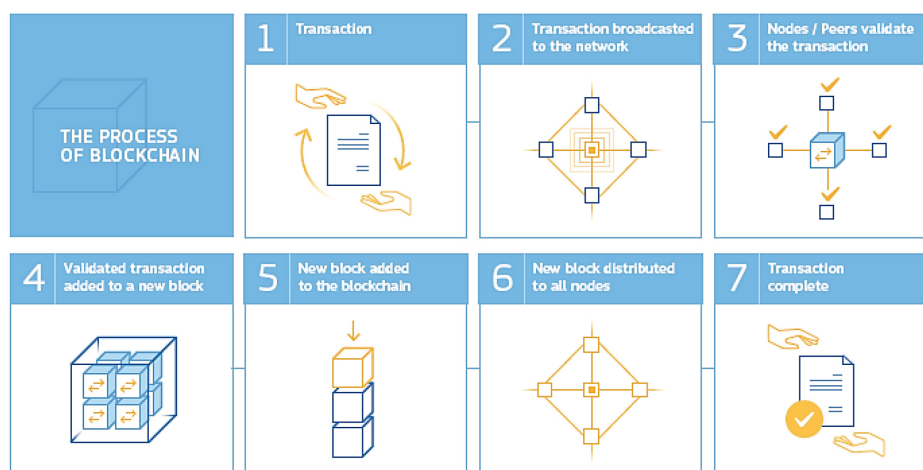 THE PROCESS
OF BLOCKCHAIN
1
Transaction
2
Transaction broadcasted
to the network
3
Nodes / Peers validate
the transaction
4
Validated transaction
added to a new block
5
New block added
to the blockchain
6
New block distributed
to all nodes
7
Transaction
complete